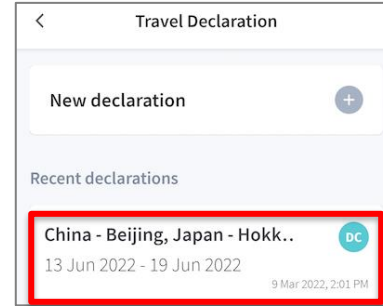 Travel Declaration
New declaration
Recent declarations
China - Beijing, Japan - Hokk..
DC
13 Jun 2022 - 19 Jun 2022
9 Mar 2022, 2:01 PM